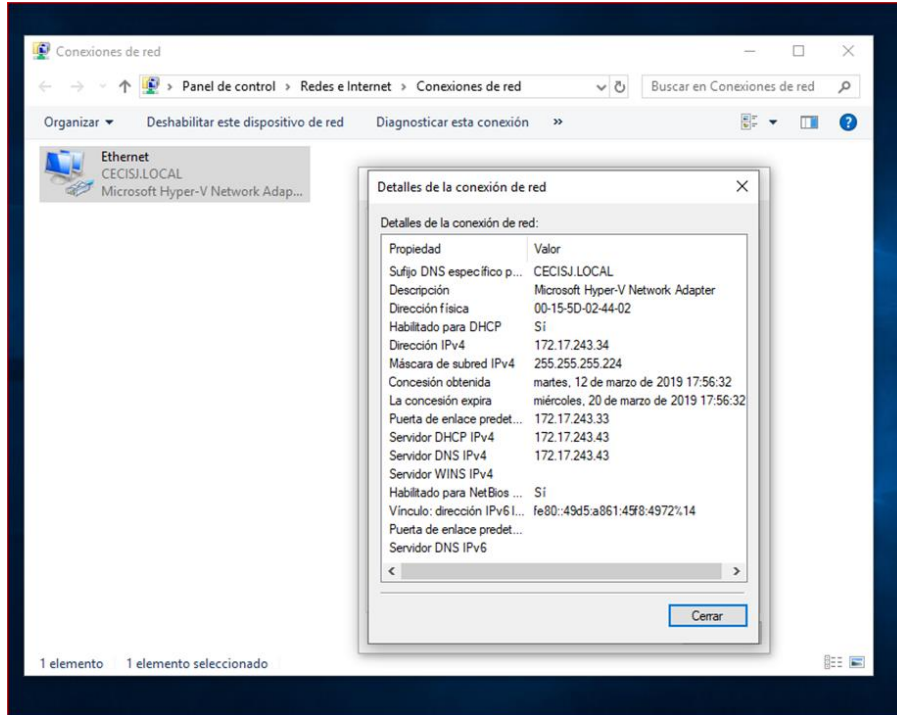 Conexiones de red
Panel de control > Redes e Internet > Conexiones de red
Buscar en Conexiones de red
Organizar Deshabilitar este dispositivo de red Diagnosticar esta conexión »
Ethernet
CECISJ.LOCAL
Microsoft Hyper-V Network Adap...
Detalles de la conexión de red
Detalles de la conexión de red:
Propiedad Valor
Sufijo DNS específico p... CECISJ.LOCAL
Descripción Microsoft Hyper-V Network Adapter
Dirección física 00-15-5D-02-44-02
Habilitado para DHCP Sí
Dirección IPv4 172.17.243.34
Máscara de subred IPv4 255.255.255.224
Concesión obtenida martes, 12 de marzo de 2019 17:56:32
La concesión expira miércoles, 20 de marzo de 2019 17:56:32
Puerta de enlace predet... 172.17.243.33
Servidor DHCP IPv4 172.17.243.43
Servidor DNS IPv4 172.17.243.43
Servidor WINS IPv4
Habilitado para NetBios ... Sí
Vínculo: dirección IPv6 l... fe80::49d5:a861:45f8:4972%14
Puerta de enlace predet...
Servidor DNS IPv6
Cerrar
1 elemento 1 elemento seleccionado